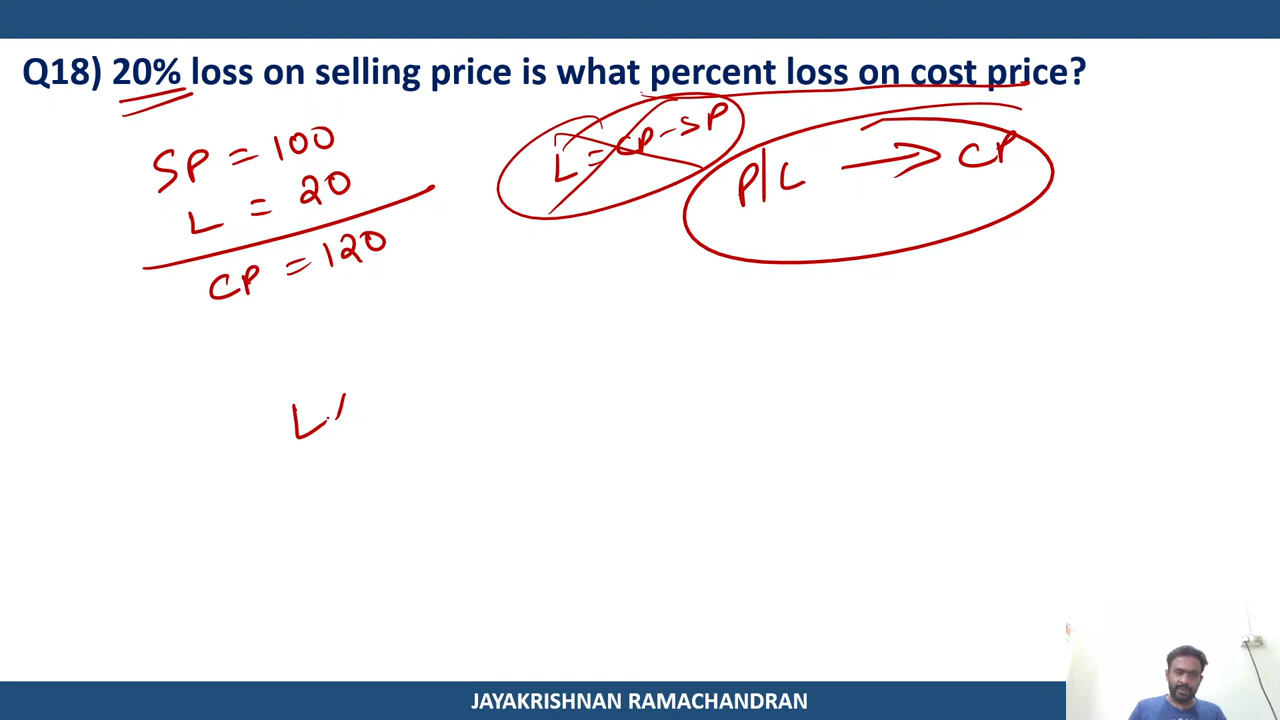 Q18) 20% loss on selling price is what percent loss on cost price?
SP = 100
L = 20
CP = 120
L = CP - SP
P/L → CP
L
JAYAKRISHNAN RAMACHANDRAN